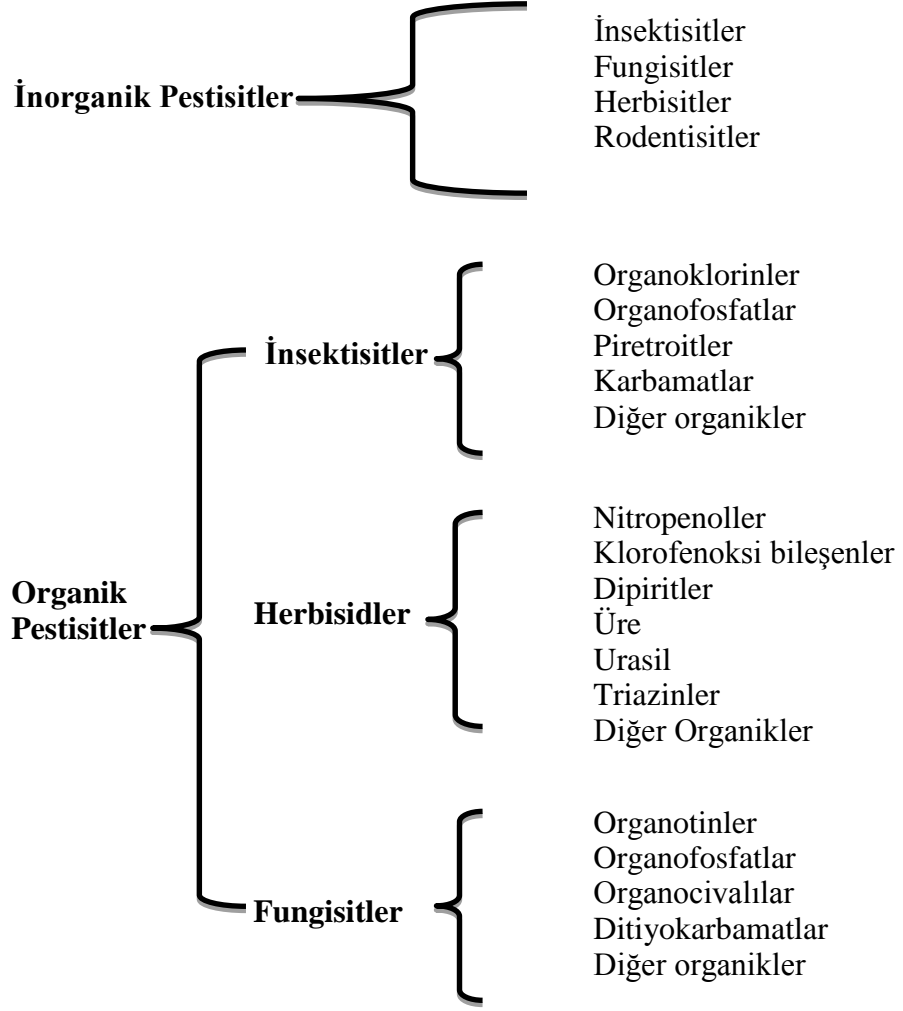 İnorganik Pestisitler
İnsektisitler
Fungisitler
Herbisitler
Rodentisitler
Organik
Pestisitler
İnsektisitler
Organoklorinler
Organofosfatlar
Piretroitler
Karbamatlar
Diğer organikler
Herbisidler
Nitropenoller
Klorofenoksi bileşenler
Dipiritler
Üre
Urasil
Triazinler
Diğer Organikler
Fungisitler
Organotinler
Organofosfatlar
Organocivalılar
Ditiyokarbamatlar
Diğer organikler